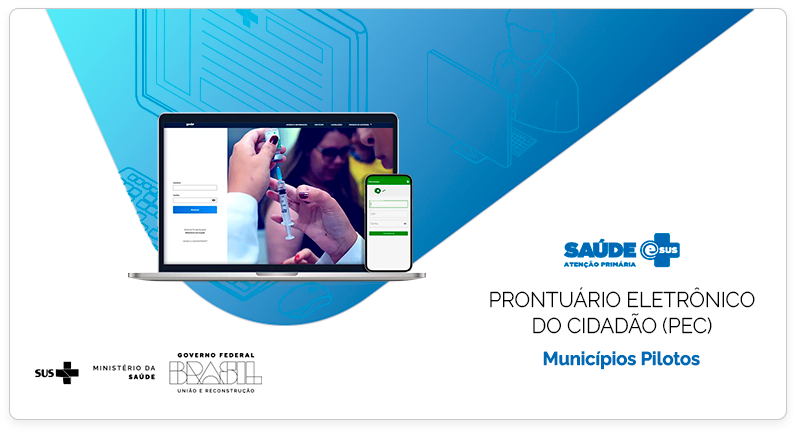 SAÚDE e SUS
ATENÇÃO PRIMÁRIA
PRONTUÁRIO ELETRÔNICO
DO CIDADÃO (PEC)
Municípios Pilotos
SUS
MINISTÉRIO DA
SAÚDE
GOVERNO FEDERAL
BRASIL
UNIÃO E RECONSTRUÇÃO